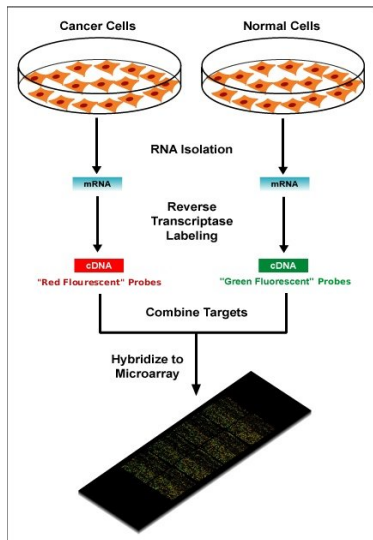 Cancer Cells
Normal Cells
RNA Isolation
mRNA
mRNA
Reverse
Transcriptase
Labeling
cDNA
cDNA
"Red Flourescent" Probes
"Green Fluorescent" Probes
Combine Targets
Hybridize to
Microarray